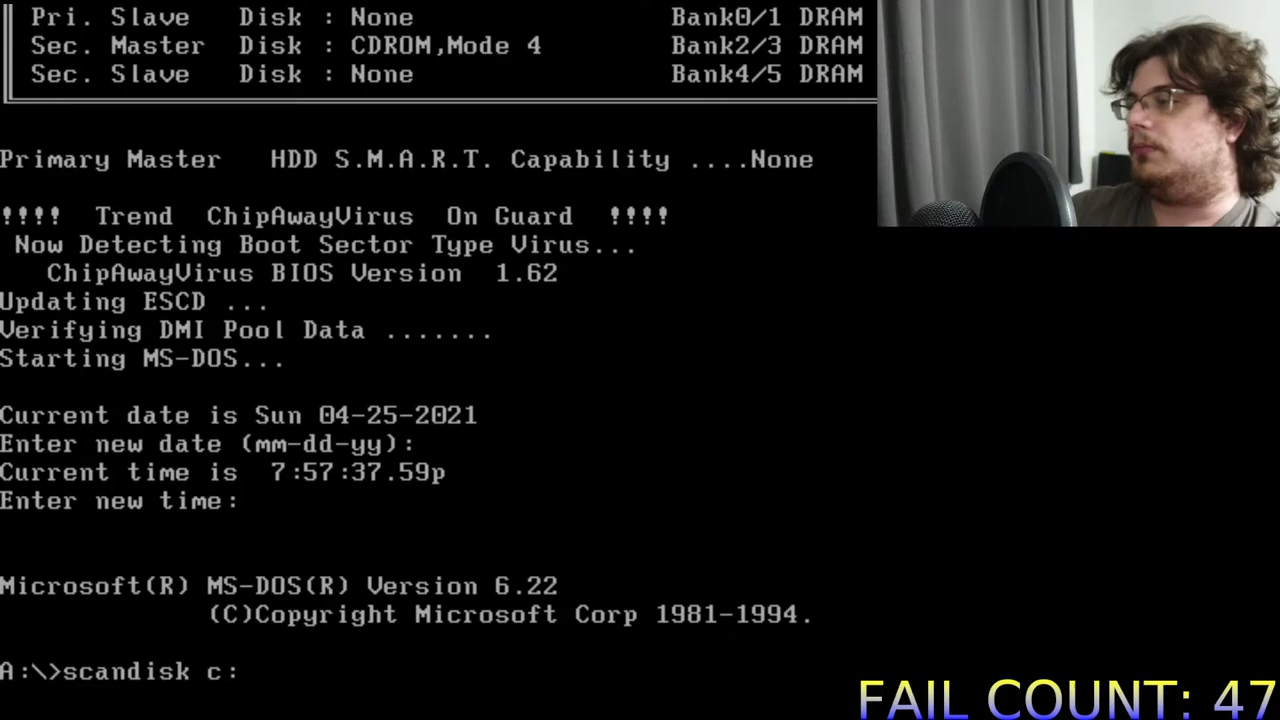 Pri. Slave Disk : None Bank0/1 DRAM
Sec. Master Disk : CDROM,Mode 4 Bank2/3 DRAM
Sec. Slave Disk : None Bank4/5 DRAM
Primary Master HDD S.M.A.R.T. Capability ....None
!!!! Trend ChipAwayVirus On Guard !!!!
Now Detecting Boot Sector Type Virus...
ChipAwayVirus BIOS Version 1.62
Updating ESCD ...
Verifying DMI Pool Data .......
Starting MS-DOS...
Current date is Sun 04-25-2021
Enter new date (mm-dd-yy):
Current time is 7:57:37.59p
Enter new time:
Microsoft(R) MS-DOS(R) Version 6.22
(C)Copyright Microsoft Corp 1981-1994.
A:\>scandisk c:
FAIL COUNT: 47